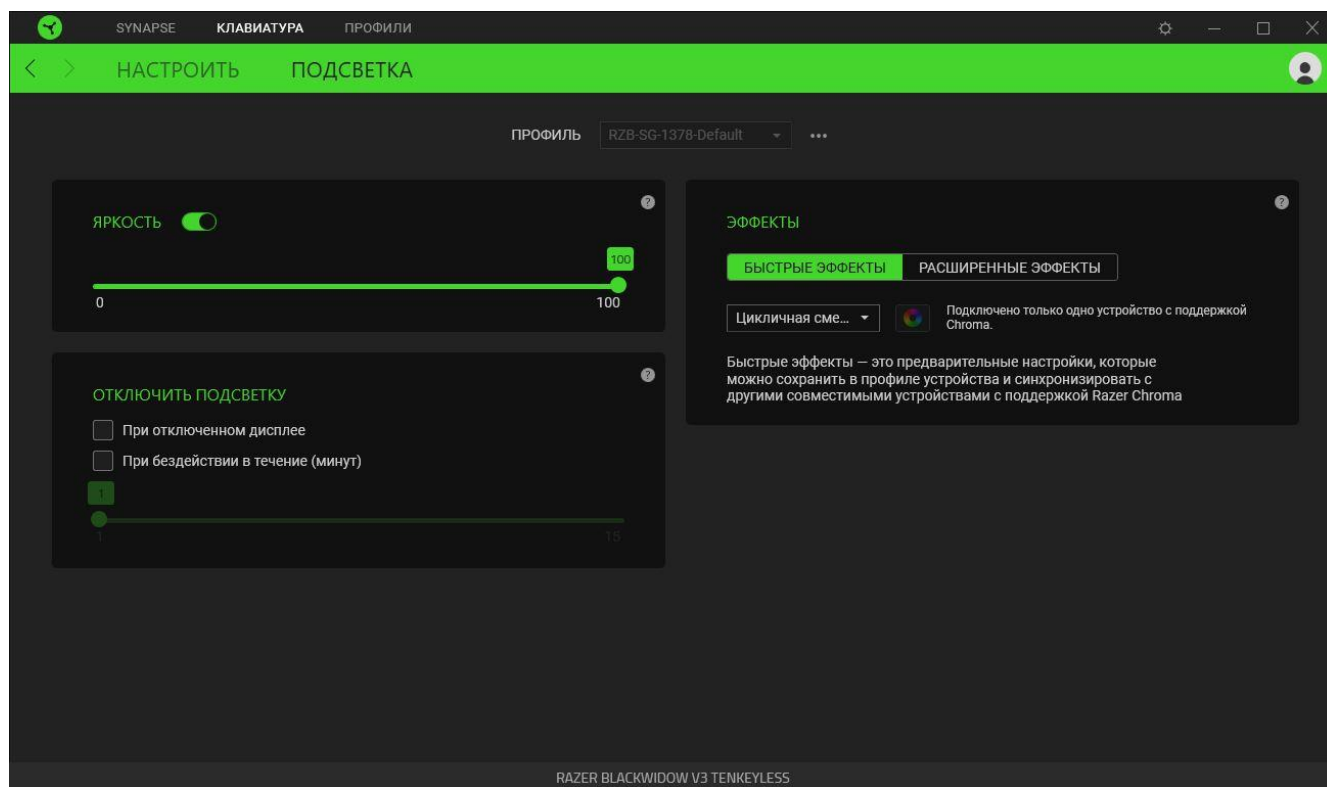 SYNAPSE КЛАВИАТУРА ПРОФИЛИ
НАСТРОИТЬ ПОДСВЕТКА
ПРОФИЛЬ RZB-SG-1378-Default
ЯРКОСТЬ
100
0 100
ОТКЛЮЧИТЬ ПОДСВЕТКУ
При отключенном дисплее
При бездействии в течение (минут)
1
1 15
ЭФФЕКТЫ
БЫСТРЫЕ ЭФФЕКТЫ РАСШИРЕННЫЕ ЭФФЕКТЫ
Цикличная сме...
Подключено только одно устройство с поддержкой
Chroma.
Быстрые эффекты — это предварительные настройки, которые
можно сохранить в профиле устройства и синхронизировать с
другими совместимыми устройствами с поддержкой Razer Chroma
RAZER BLACKWIDOW V3 TENKEYLESS